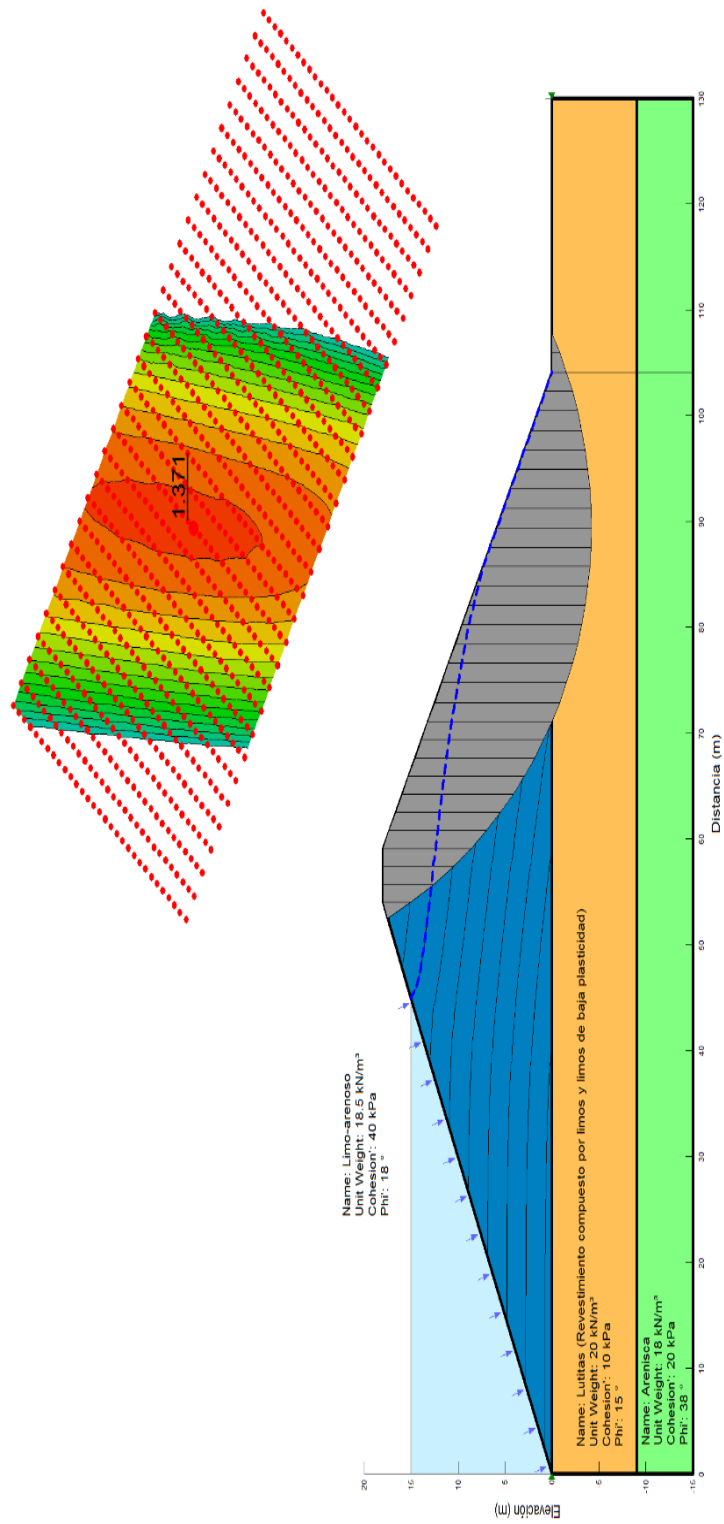 1.371
Name: Limo-arenoso
Unit Weight: 18.5 kN/m³
Cohesion': 40 kPa
Phi': 18 °
Name: Lutitas (Revestimiento compuesto por limos y limos de baja plasticidad)
Unit Weight: 20 kN/m³
Cohesion': 10 kPa
Phi': 15 °
Name: Arenisca
Unit Weight: 18 kN/m³
Cohesion': 20 kPa
Phi': 38 °
Elevación (m)
20
15
10
5
0
-5
-10
-15
0
10
20
30
40
50
60
70
80
90
100
110
120
130
Distancia (m)